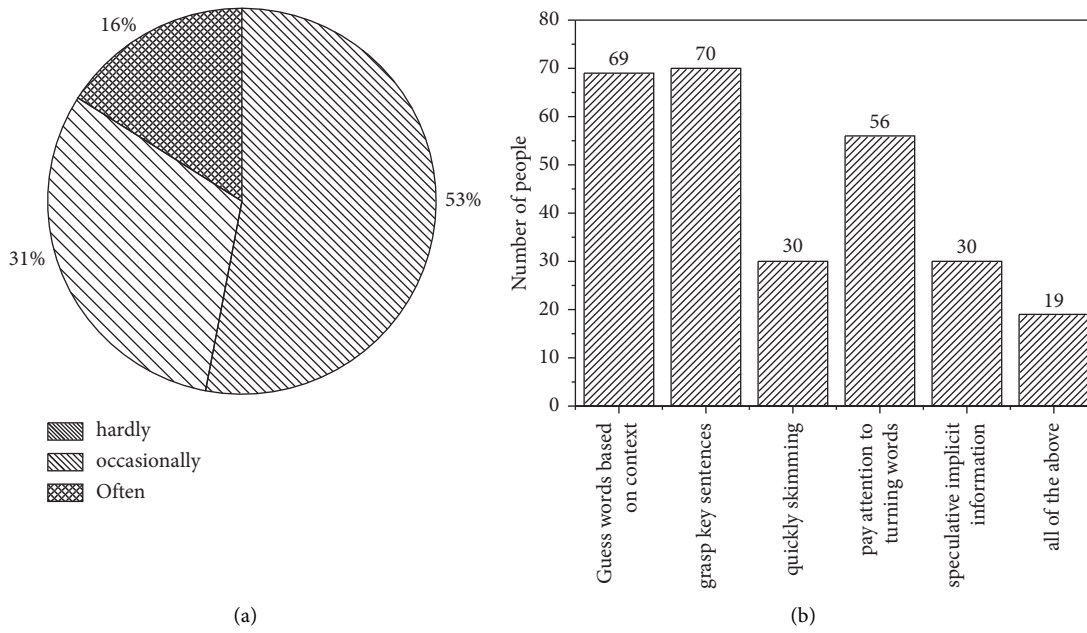 16%
53%
31%
hardly
occasionally
Often
(a)
80
70
60
50
40
30
20
10
0
Number of people
69
70
30
56
30
19
Guess words based
on context
grasp key sentences
quickly skimming
pay attention to
turning words
speculative implicit
information
all of the above
(b)